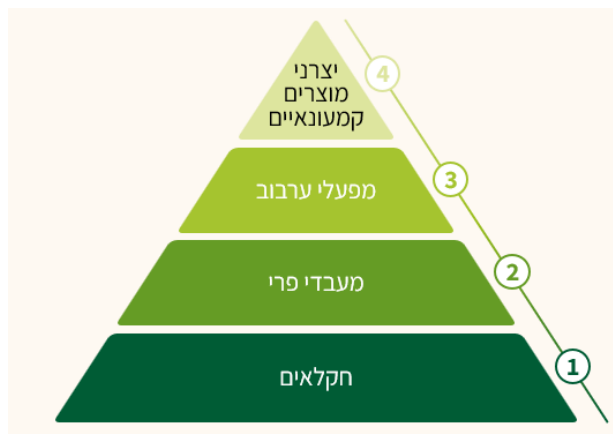 יצרני
מוצרים
קמעונאיים
4
מפעלי ערבוב
3
מעבדי פרי
2
חקלאים
1